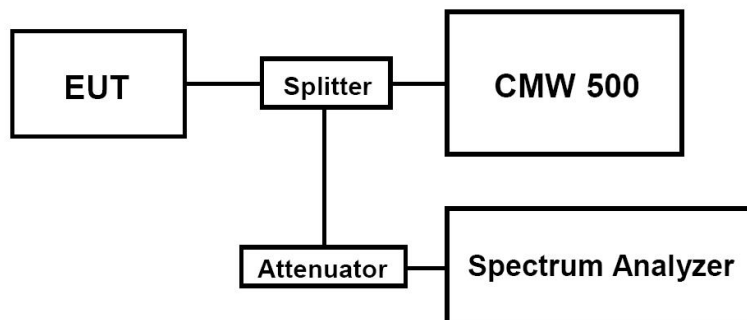 EUT
Splitter
CMW 500
Attenuator
Spectrum Analyzer